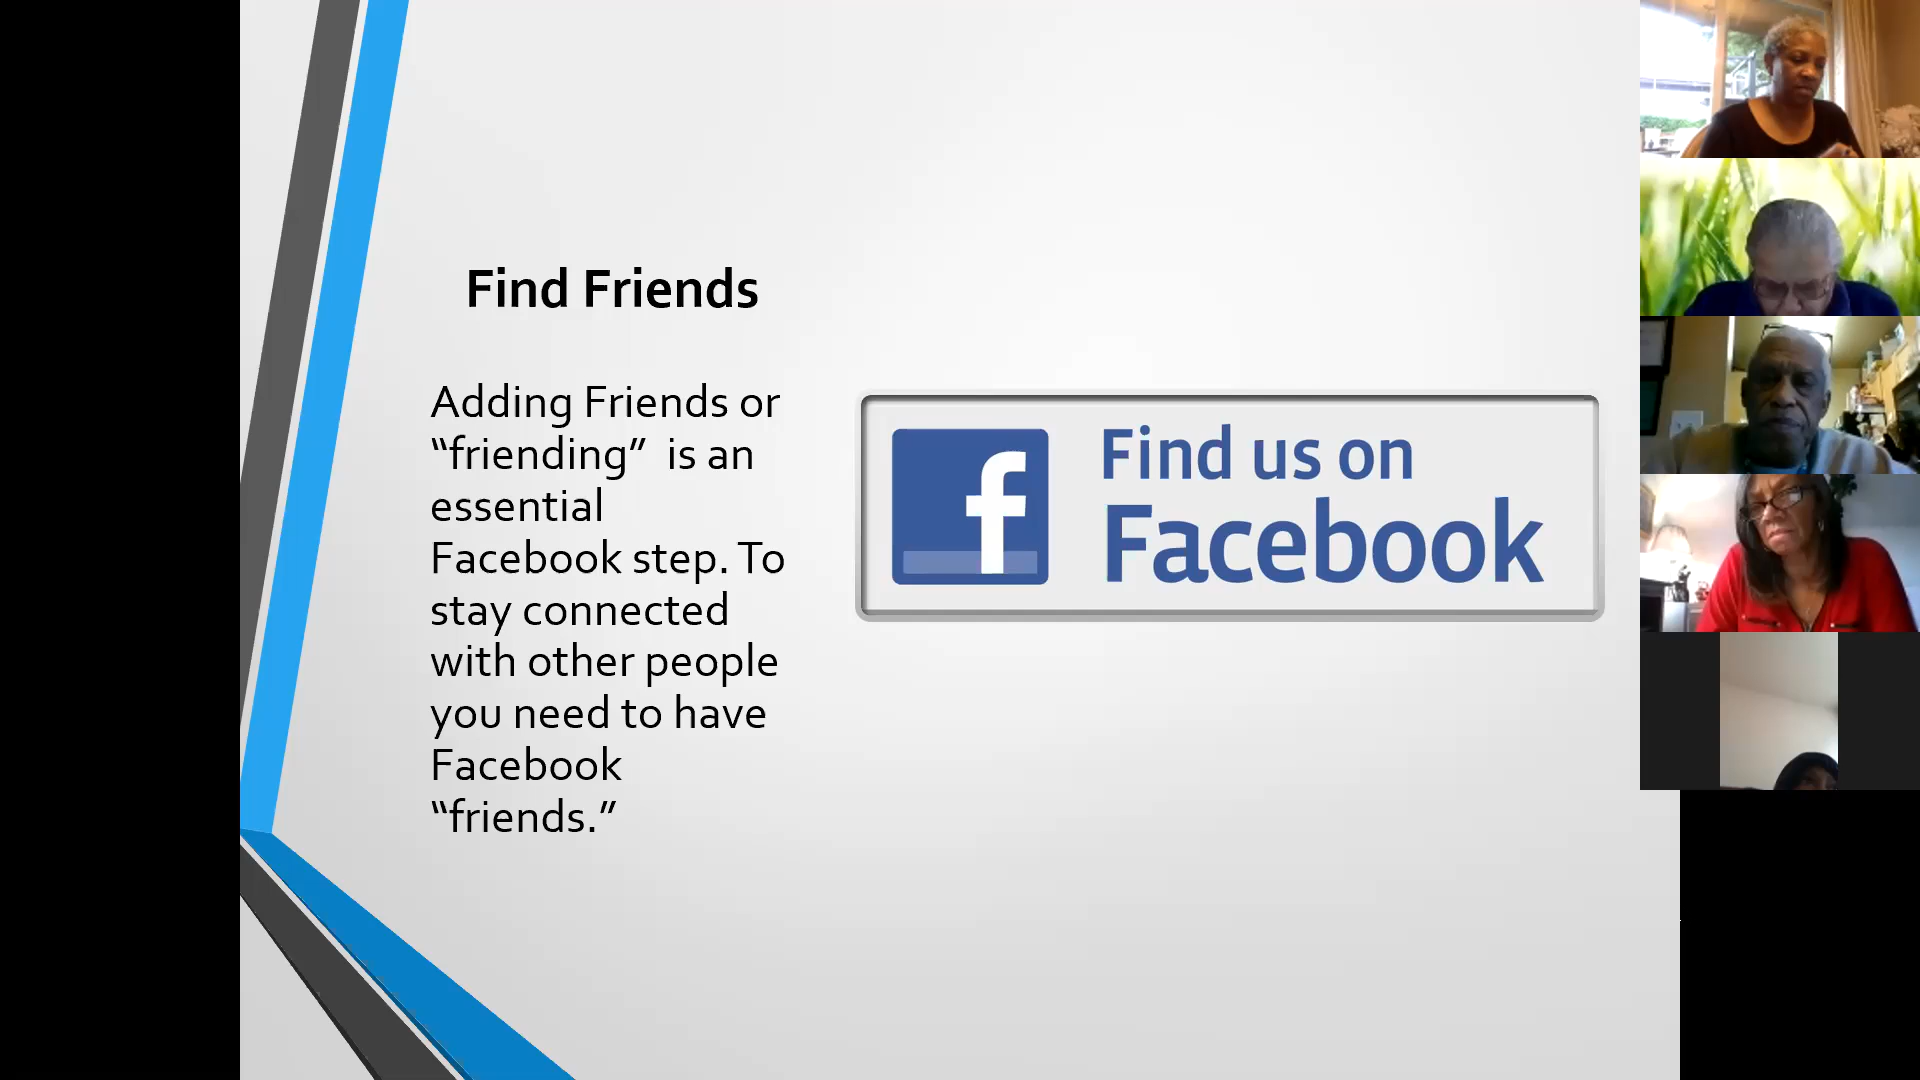 Find Friends
Adding Friends or
“friending”  is an
essential
Facebook step. To
stay connected
with other people
you need to have
Facebook
“friends.”
f
Find us on
Facebook